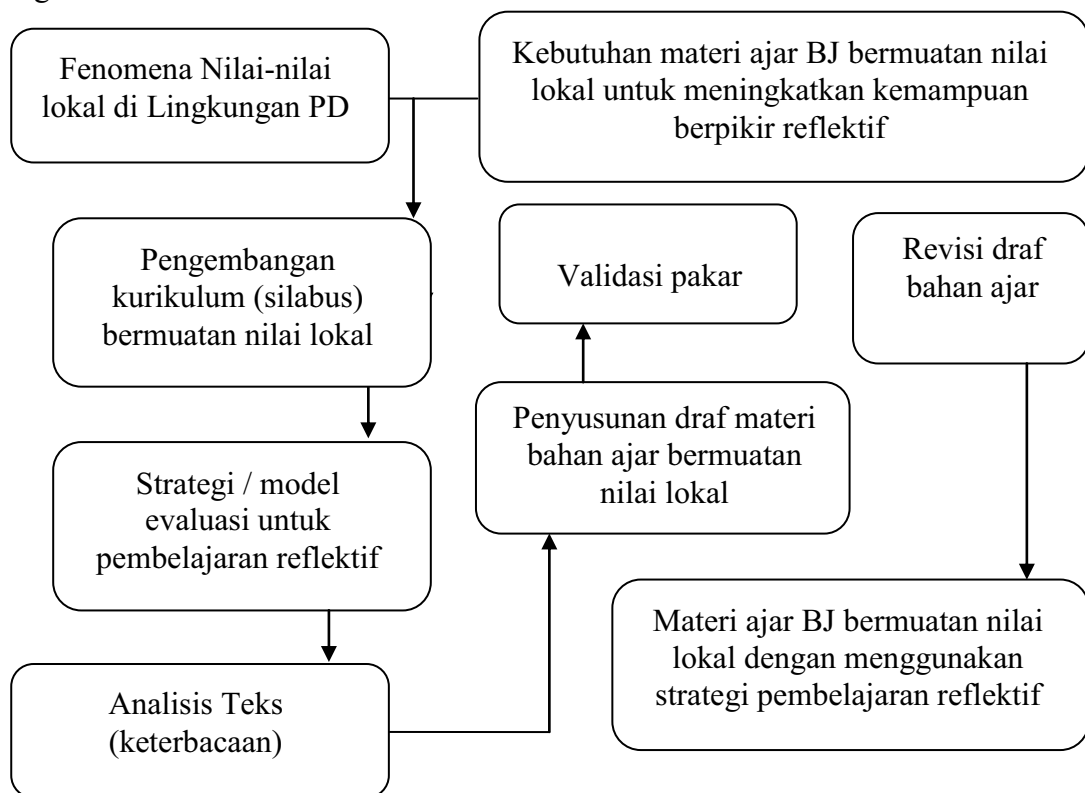 Fenomena Nilai-nilai
lokal di Lingkungan PD
Kebutuhan materi ajar BJ bermuatan nilai
lokal untuk meningkatkan kemampuan
berpikir reflektif
Pengembangan
kurikulum (silabus)
bermuatan nilai lokal
Validasi pakar
Revisi draf
bahan ajar
Strategi / model
evaluasi untuk
pembelajaran reflektif
Penyusunan draf materi
bahan ajar bermuatan
nilai lokal
Analisis Teks
(keterbacaan)
Materi ajar BJ bermuatan nilai
lokal dengan menggunakan
strategi pembelajaran reflektif